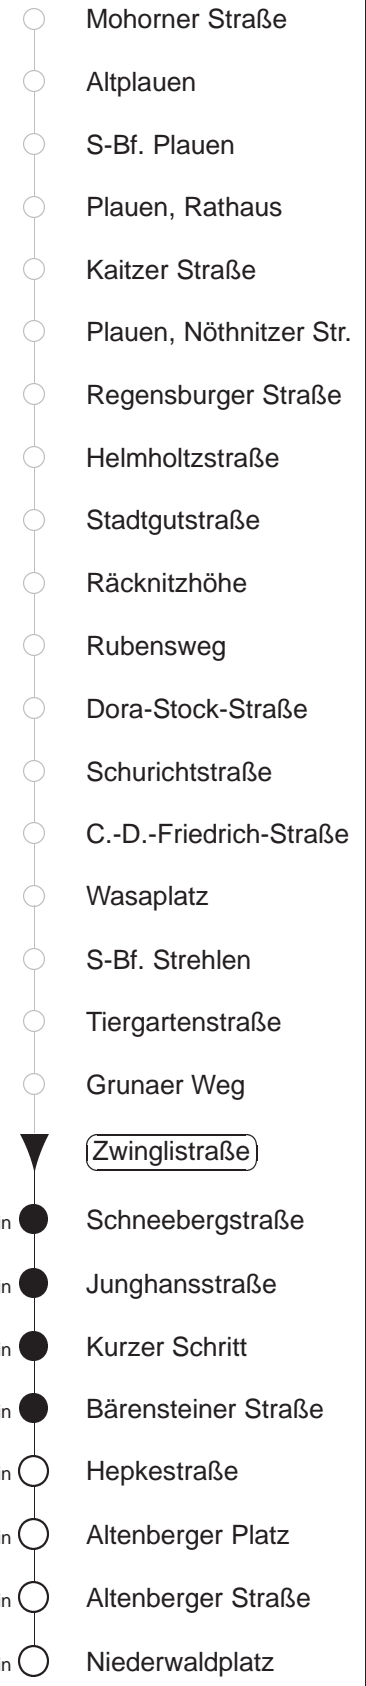 Mohorner Straße
Altplauen
S-Bf. Plauen
Plauen, Rathaus
Kaitzer Straße
Plauen, Nöthnitzer Str.
Regensburger Straße
Helmholtzstraße
Stadtgutstraße
Räcknitzhöhe
Rubensweg
Dora-Stock-Straße
Schurichtstraße
C.-D.-Friedrich-Straße
Wasaplatz
S-Bf. Strehlen
Tiergartenstraße
Grunaer Weg
Zwinglistraße
Schneebergstraße
Junghansstraße
Kurzer Schritt
Bärensteiner Straße
Hepkestraße
Altenberger Platz
Altenberger Straße
Niederwaldplatz